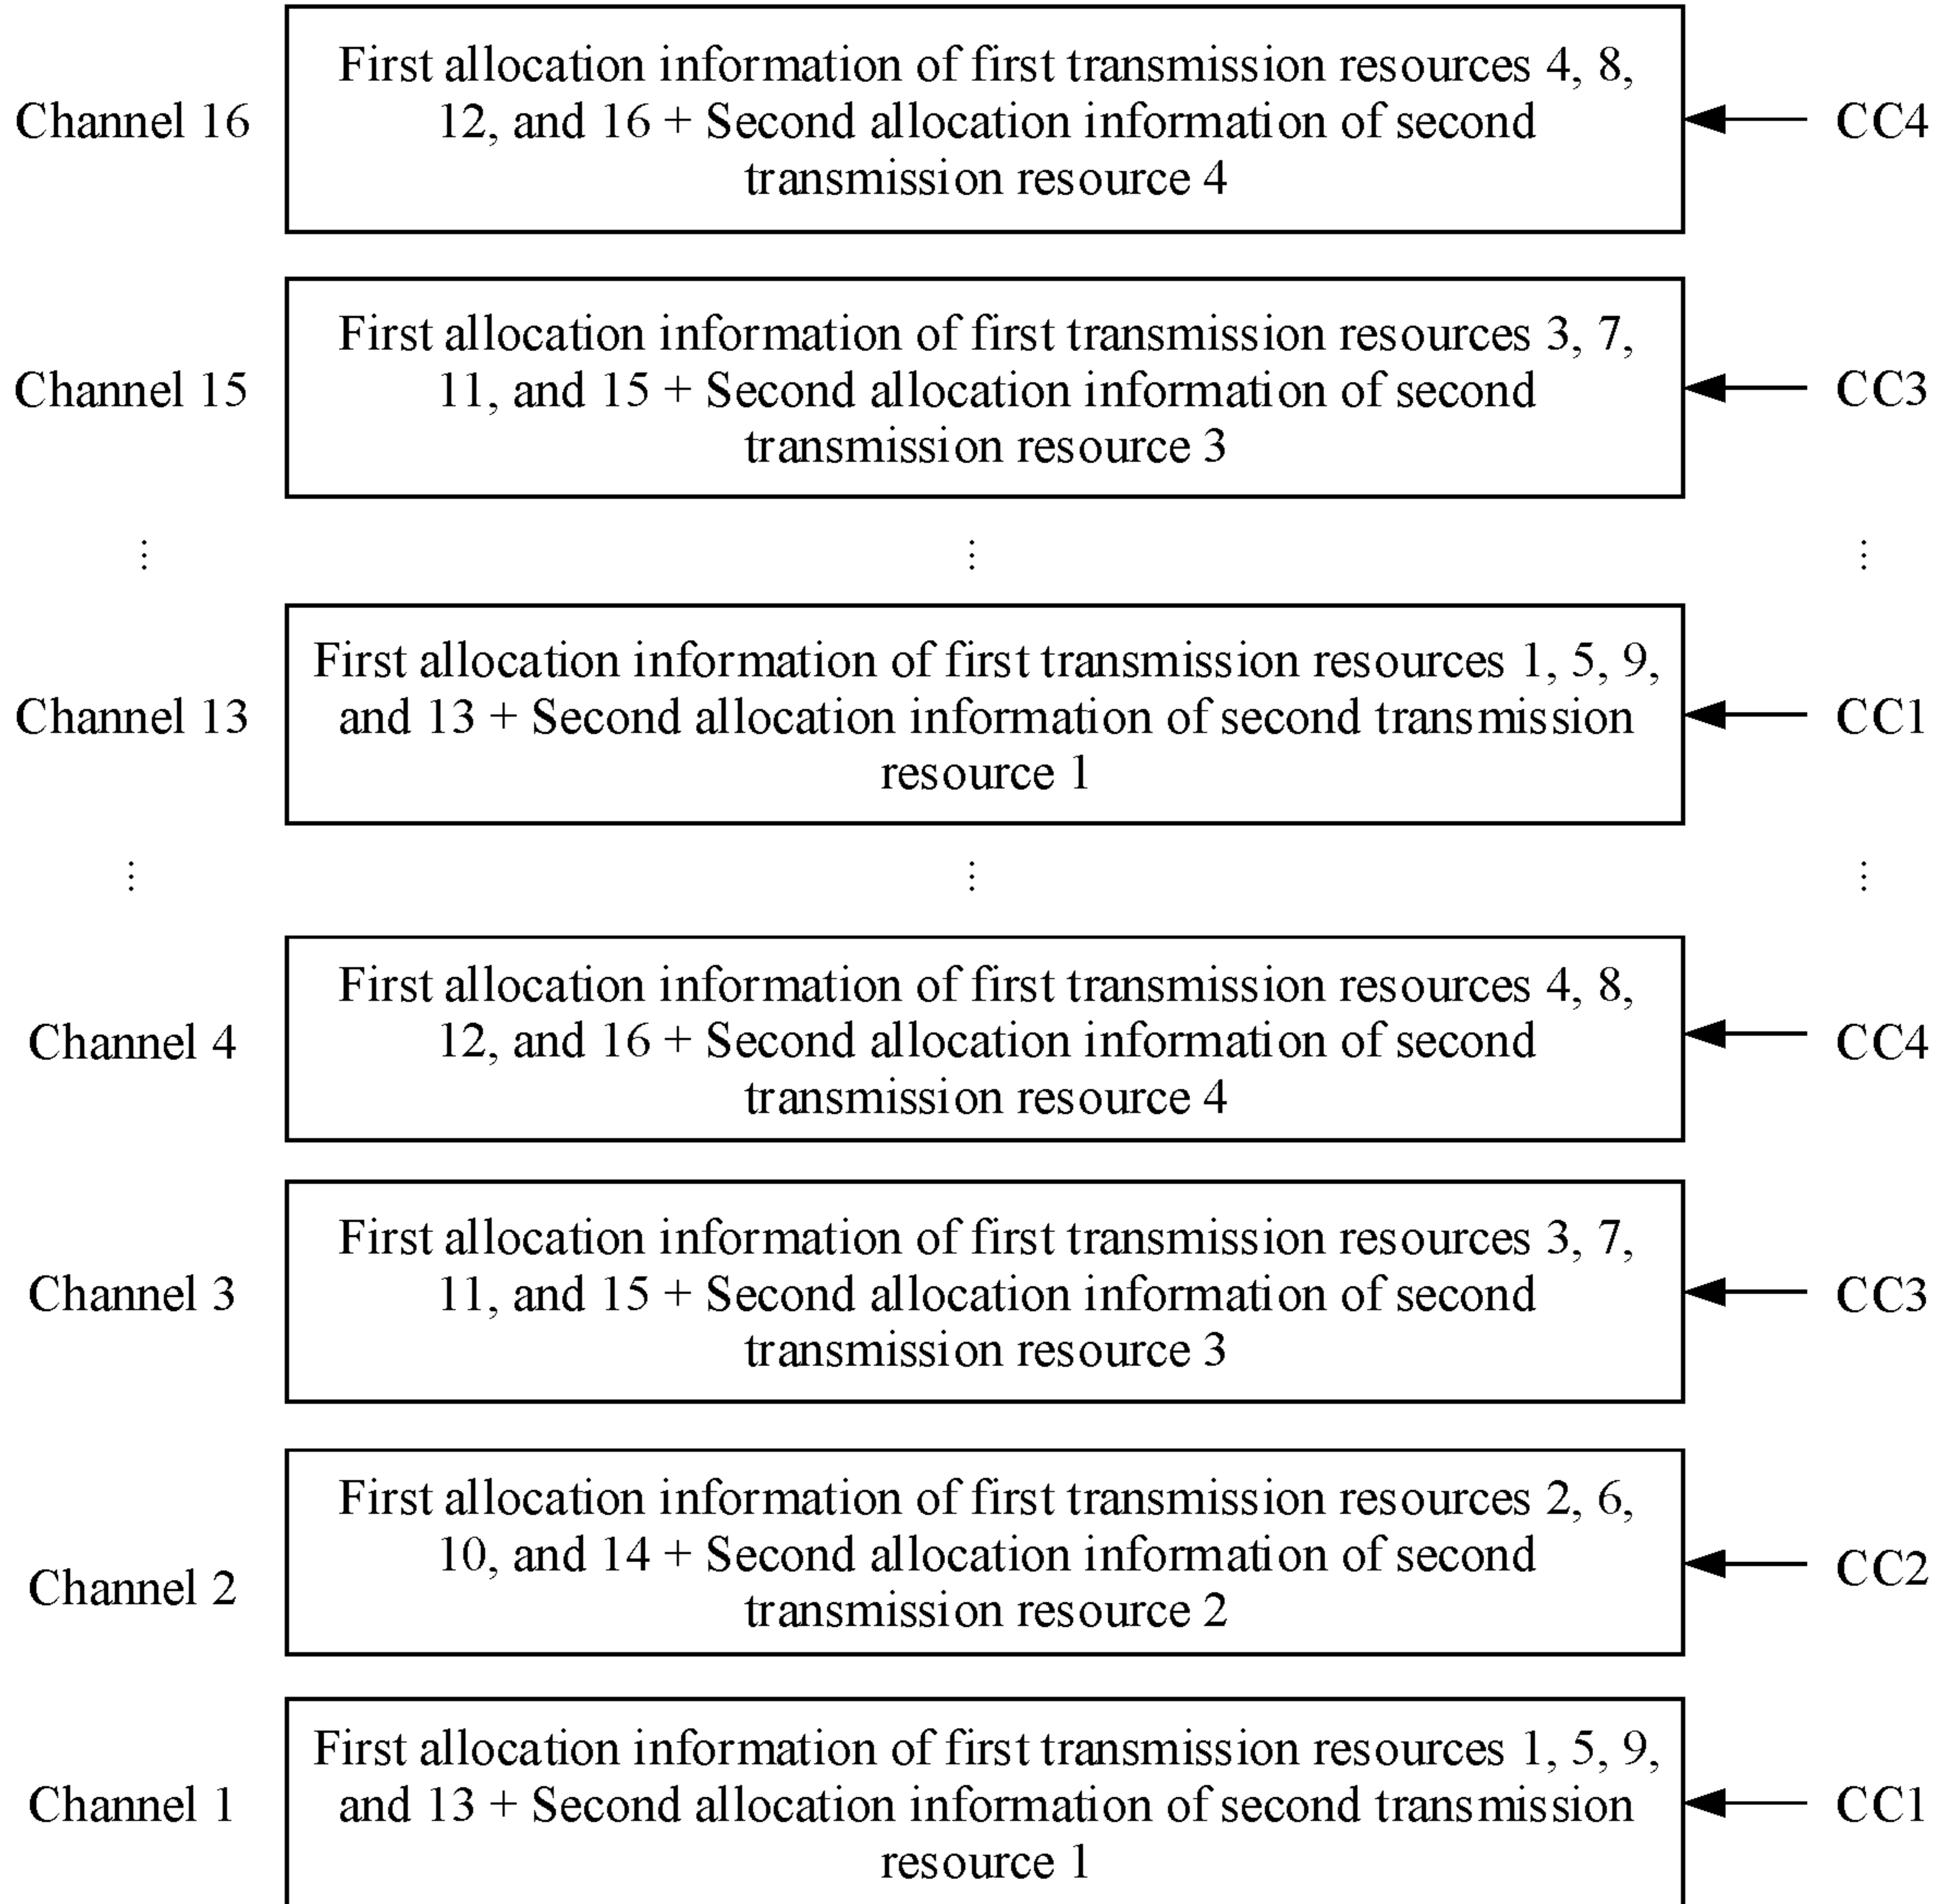 First allocation information of first transmission resources 4, 8,
Channel 16
12, and 16 + Second allocation information of second
CC4
transmission resource 4
First allocation information of first transmission resources 3, 7,
Channel 15
11, and 15 + Second allocation information of second
CC3
transmission resource 3
⋮ ⋮ ⋮
First allocation information of first transmission resources 1, 5, 9,
Channel 13
and 13 + Second allocation information of second transmission
CC1
resource 1
⋮ ⋮ ⋮
First allocation information of first transmission resources 4, 8,
Channel 4
12, and 16 + Second allocation information of second
CC4
transmission resource 4
First allocation information of first transmission resources 3, 7,
Channel 3
11, and 15 + Second allocation information of second
CC3
transmission resource 3
First allocation information of first transmission resources 2, 6,
Channel 2
10, and 14 + Second allocation information of second
CC2
transmission resource 2
First allocation information of first transmission resources 1, 5, 9,
Channel 1
and 13 + Second allocation information of second transmission
CC1
resource 1